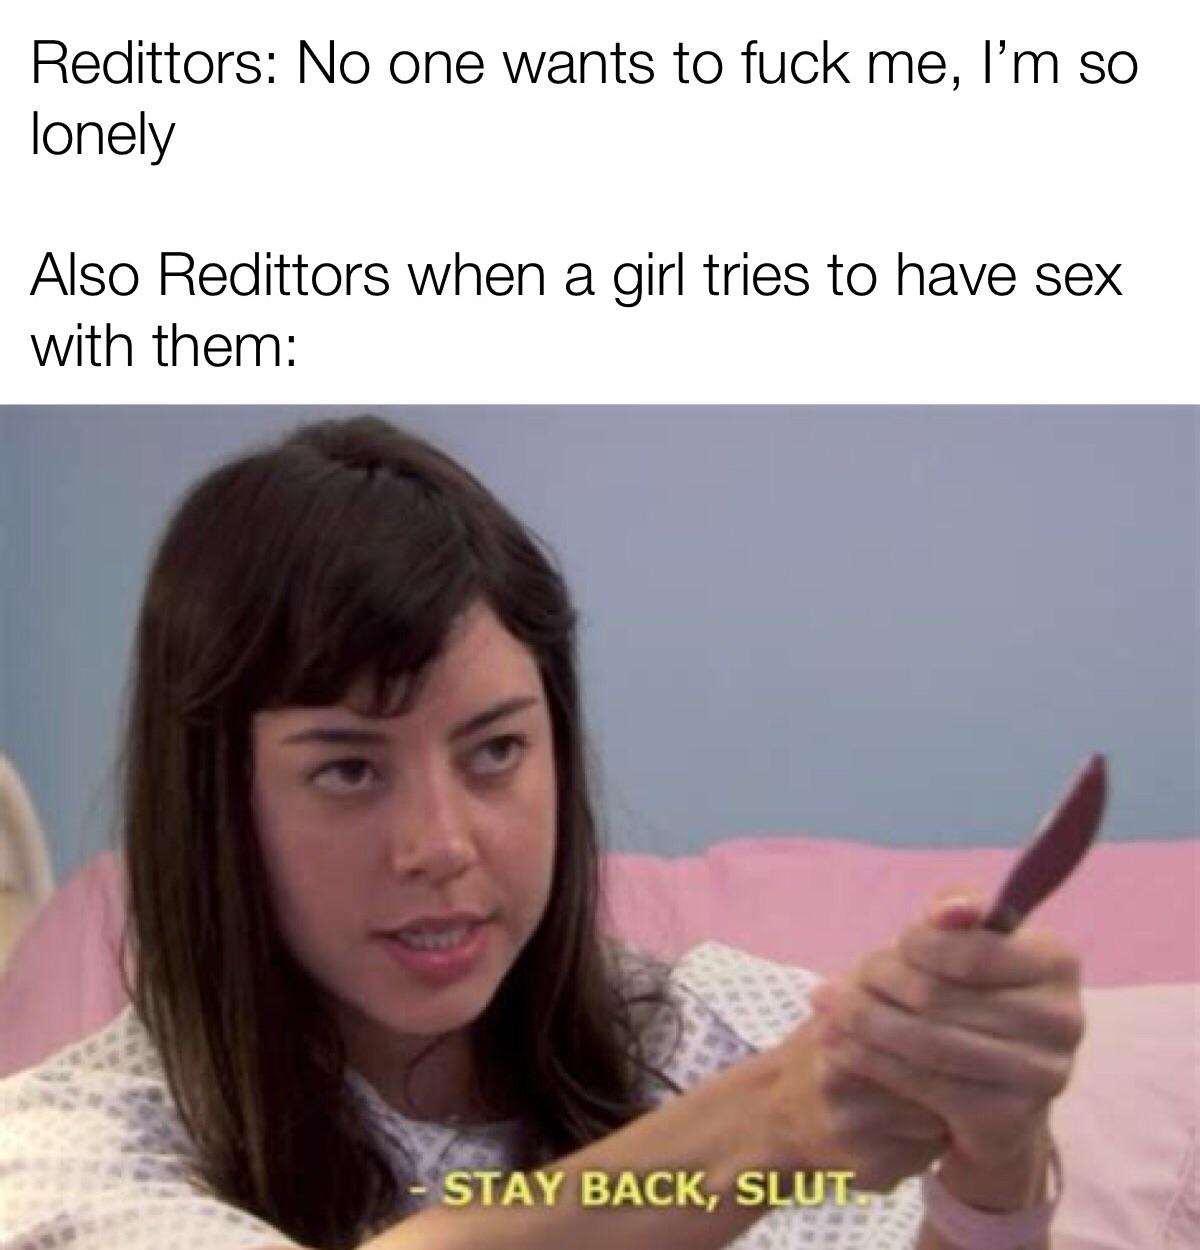 Redittors: No one wants to fuck me, I’m so
lonely
Also Redittors when a girl tries to have sex
with them:
- STAY BACK, SLUT.